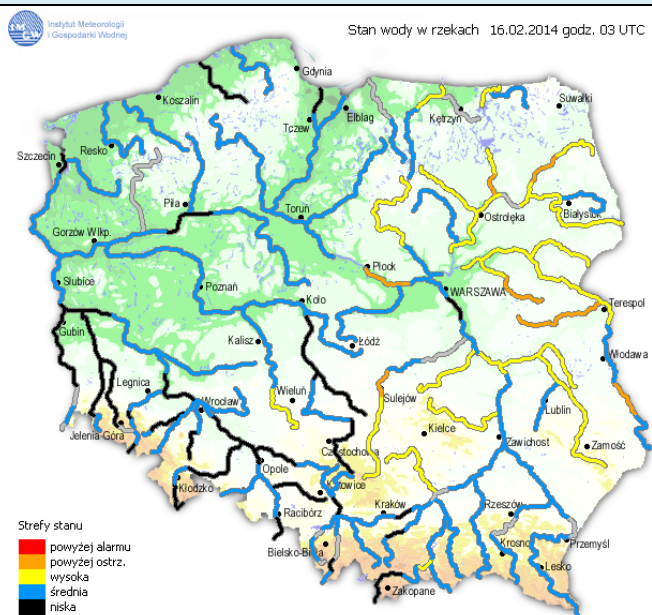 Instytut Meteorologii
i Gospodarki Wodnej
Stan wody w rzekach 16.02.2014 godz. 03 UTC
Gdynia
Koszalin
Suwałki
Elbląg
Kętrzyn
Tczew
Resko
Szczecin
Piła
Toruń
Ostrołęka
Białystok
Gorzów Wlkp.
Płock
Słubice
Poznań
Koło
WARSZAWA
Terespol
Gubin
Kalisz
Łódź
Włodawa
Legnica
Wieluń
Sulejów
Wrocław
Lublin
Jelenia Góra
Kielce
Zawichost
Zamość
Częstochowa
Opole
Kłodzko
Katowice
Racibórz
Kraków
Rzeszów
Przemyśl
Bielsko-Biała
Krosno
Lesko
Zakopane
Strefy stanu
powyżej alarmu
powyżej ostrz.
wysoka
średnia
niska